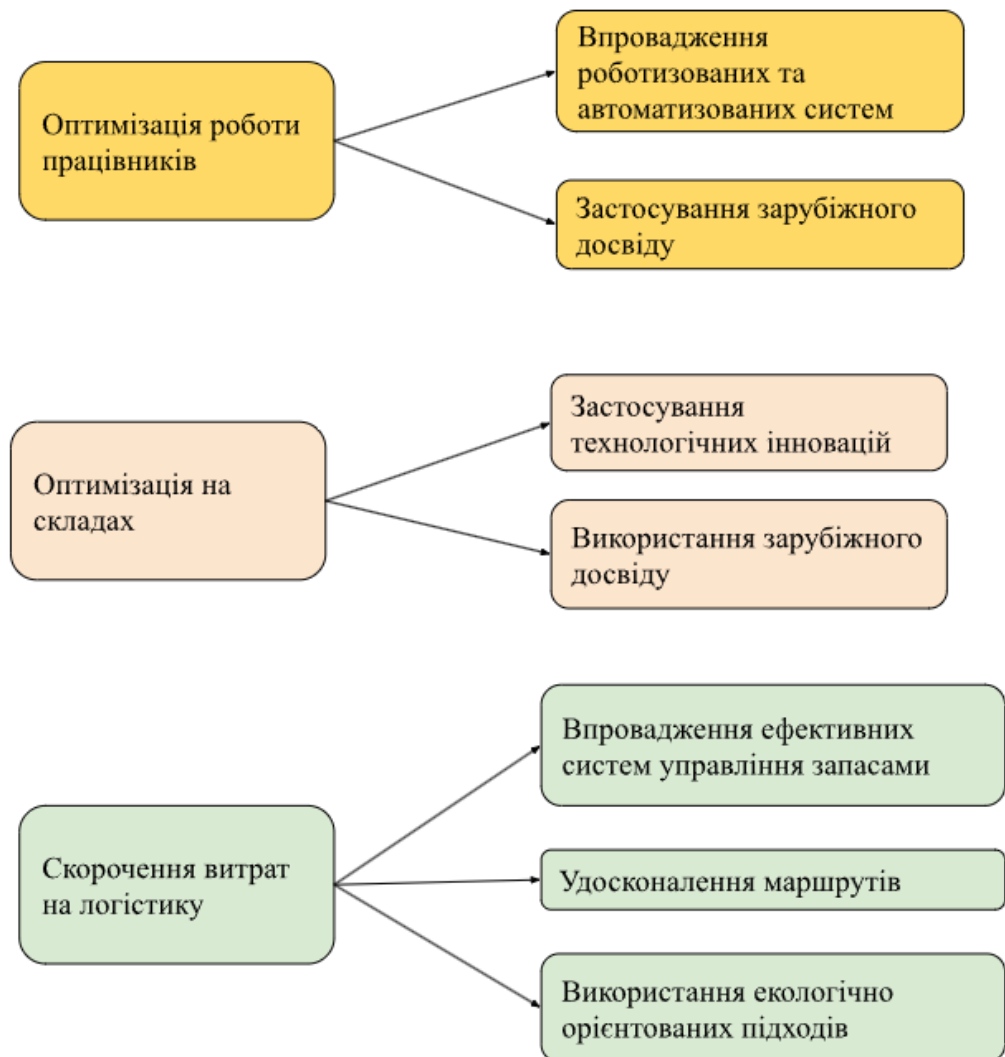 Оптимізація роботи
працівників
Впровадження
роботизованих та
автоматизованих систем
Застосування зарубіжного
досвіду
Оптимізація на
складах
Застосування
технологічних інновацій
Використання зарубіжного
досвіду
Скорочення витрат
на логістику
Впровадження ефективних
систем управління запасами
Удосконалення маршрутів
Використання екологічно
орієнтованих підходів